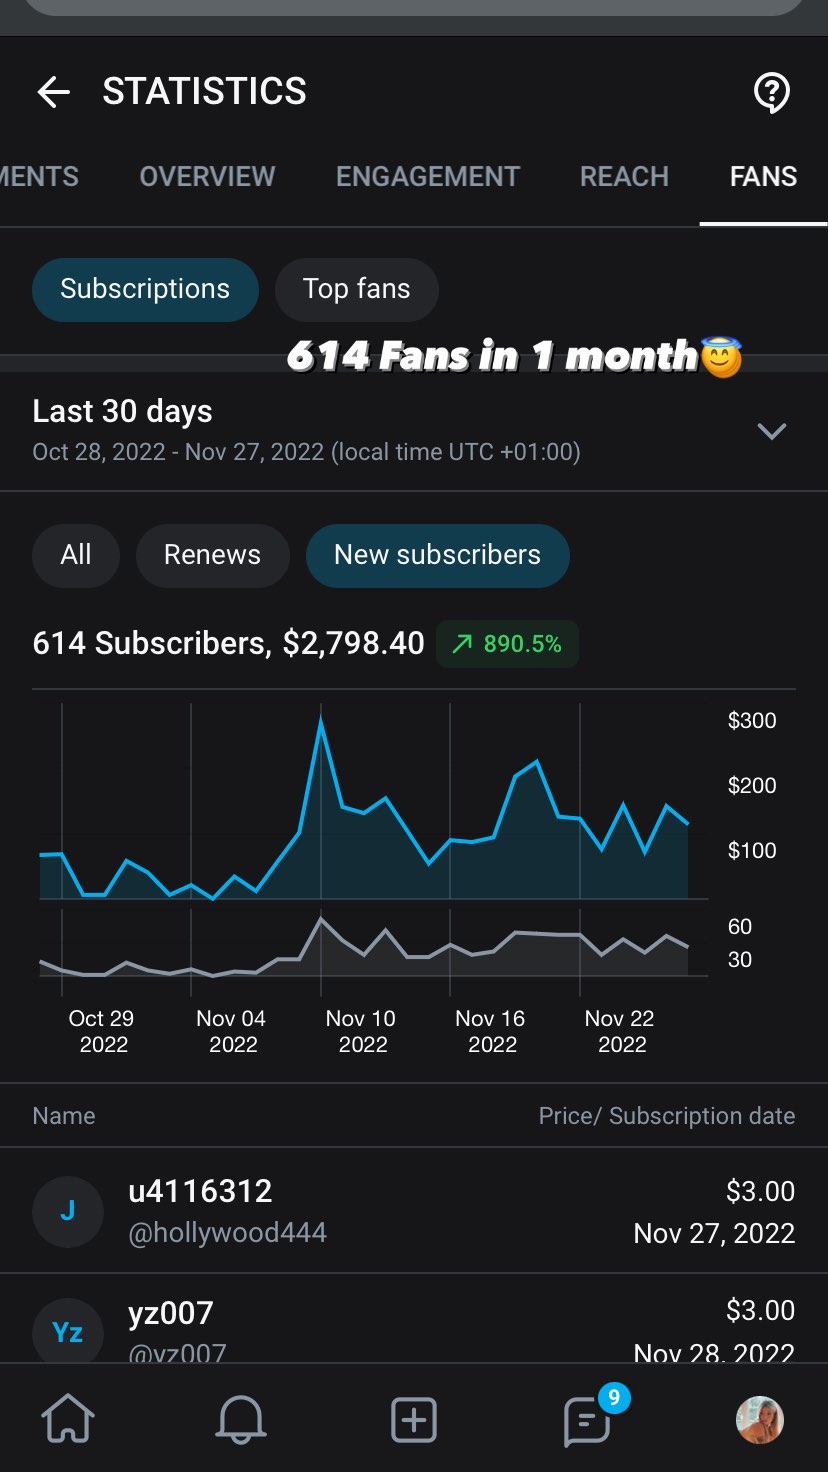 STATISTICS
MENTS OVERVIEW ENGAGEMENT REACH FANS
Subscriptions Top fans
614 Fans in 1 month😇
Last 30 days
Oct 28, 2022 - Nov 27, 2022 (local time UTC +01:00)
All Renews New subscribers
614 Subscribers, $2,798.40 890.5%
$300
$200
$100
60
30
Oct 29 Nov 04 Nov 10 Nov 16 Nov 22
2022 2022 2022 2022 2022
Name Price/ Subscription date
J u4116312 $3.00
@hollywood444 Nov 27, 2022
Yz yz007 $3.00
@yz007 Nov 28, 2022
9